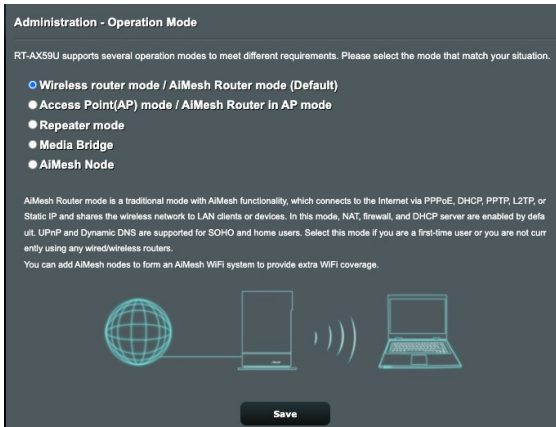 Administration - Operation Mode
RT-AX59U supports several operation modes to meet different requirements. Please select the mode that match your situation.
Wireless router mode / AiMesh Router mode (Default)
Access Point(AP) mode / AiMesh Router in AP mode
Repeater mode
Media Bridge
AiMesh Node
AiMesh Router mode is a traditional mode with AiMesh functionality, which connects to the Internet via PPPoE, DHCP, PPTP, L2TP, or
Static IP and shares the wireless network to LAN clients or devices. In this mode, NAT, firewall, and DHCP server are enabled by defa
ult. UPnP and Dynamic DNS are supported for SOHO and home users. Select this mode if you are a first-time user or you are not curr
ently using any wired/wireless routers.
You can add AiMesh nodes to form an AiMesh WiFi system to provide extra WiFi coverage.
Save